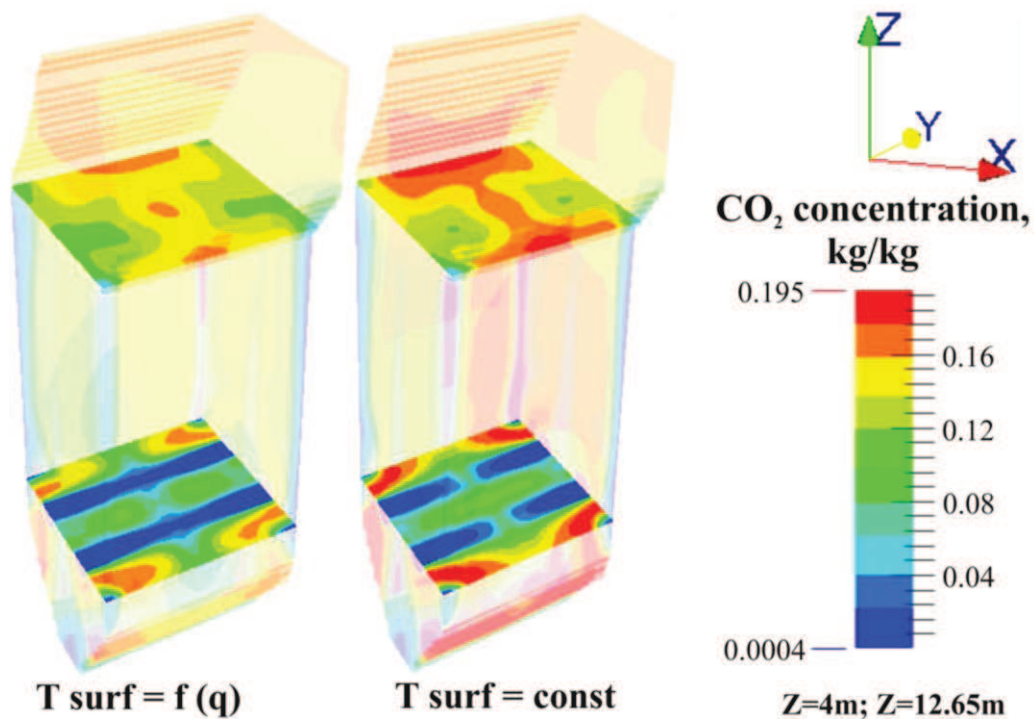 Z
Y
X
CO₂ concentration,
kg/kg
0.195
0.16
0.12
0.08
0.04
0.0004
T surf = f (q)
T surf = const
Z=4m; Z=12.65m